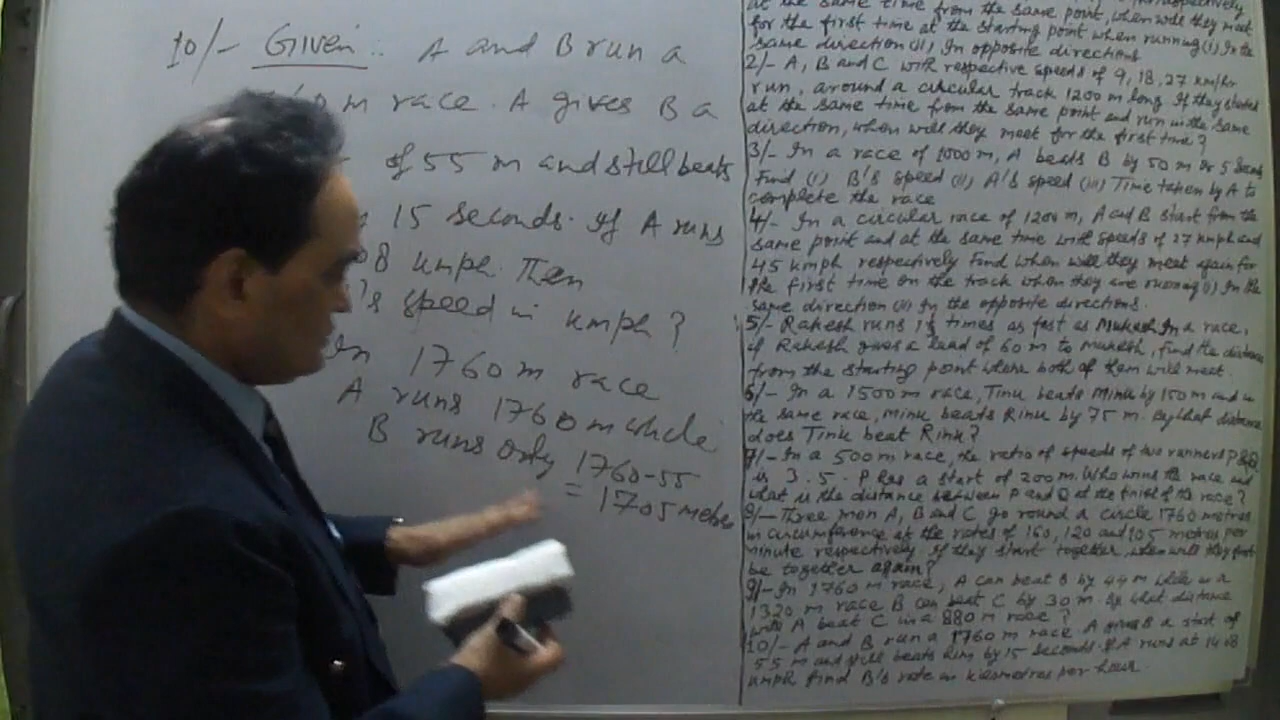 10/- Given:. A and B run a
60 m race. A gives B a
of 55 m and still beats
15 seconds. If A runs
08 kmph. Then
's speed in kmph?
In 1760 m race
A runs 1760 m while
B runs only 1760-55
= 1705 metres
at the same time from the same point, when will they meet
for the first time at the starting point when running (i) In the
same direction (ii) In opposite directions
2/- A, B and C with respective speeds of 9, 18, 27 km/hr
run, around a circular track 1200 m long If they started
at the same time from the same point and run in the same
direction, when will they meet for the first time?
3/- In a race of 1000 m, A beats B by 50 m or 5 seconds
Find (i) B's speed (ii) A's speed (iii) Time taken by A to
complete the race
4/- In a circular race of 1200 m, A and B start from the
same point and at the same time with speeds of 27 kmph and
45 kmph respectively Find when will they meet again for
the first time on the track when they are running (i) In the
same direction (ii) In the opposite directions.
5/- Rakesh runs times as fast as Mukesh In a race,
if Rakesh gives a lead of 60 m to Mukesh, find the distance
from the starting point where both of them will meet.
6/- In a 1500 m race, Tinu beats Minu by 150 m and in
the same race, Minu beats Rinu by 75 m. By what distance
does Tinu beat Rinu?
7/- In a 500 m race, the ratio of speeds of two runners P & Q
is 3.5. P has a start of 200 m. Who wins the race and
what is the distance between P and Q at the finish of the race?
8/- Three men A, B and C go round a circle 1760 metres
in circumference at the rates of 160, 120 and 105 metres per
minute respectively If they start together, when will they first
be together again?
9/- In 1760 m race, A can beat B by 44 m while in a
1320 m race B can beat C by 30 m. By what distance
will A beat C in a 880 m race?
10/- A and B run a 1760 m race A gives B a start of
55 m and still beats him by 15 seconds. If A runs at
kmph find B's rate in kilometres per hour.